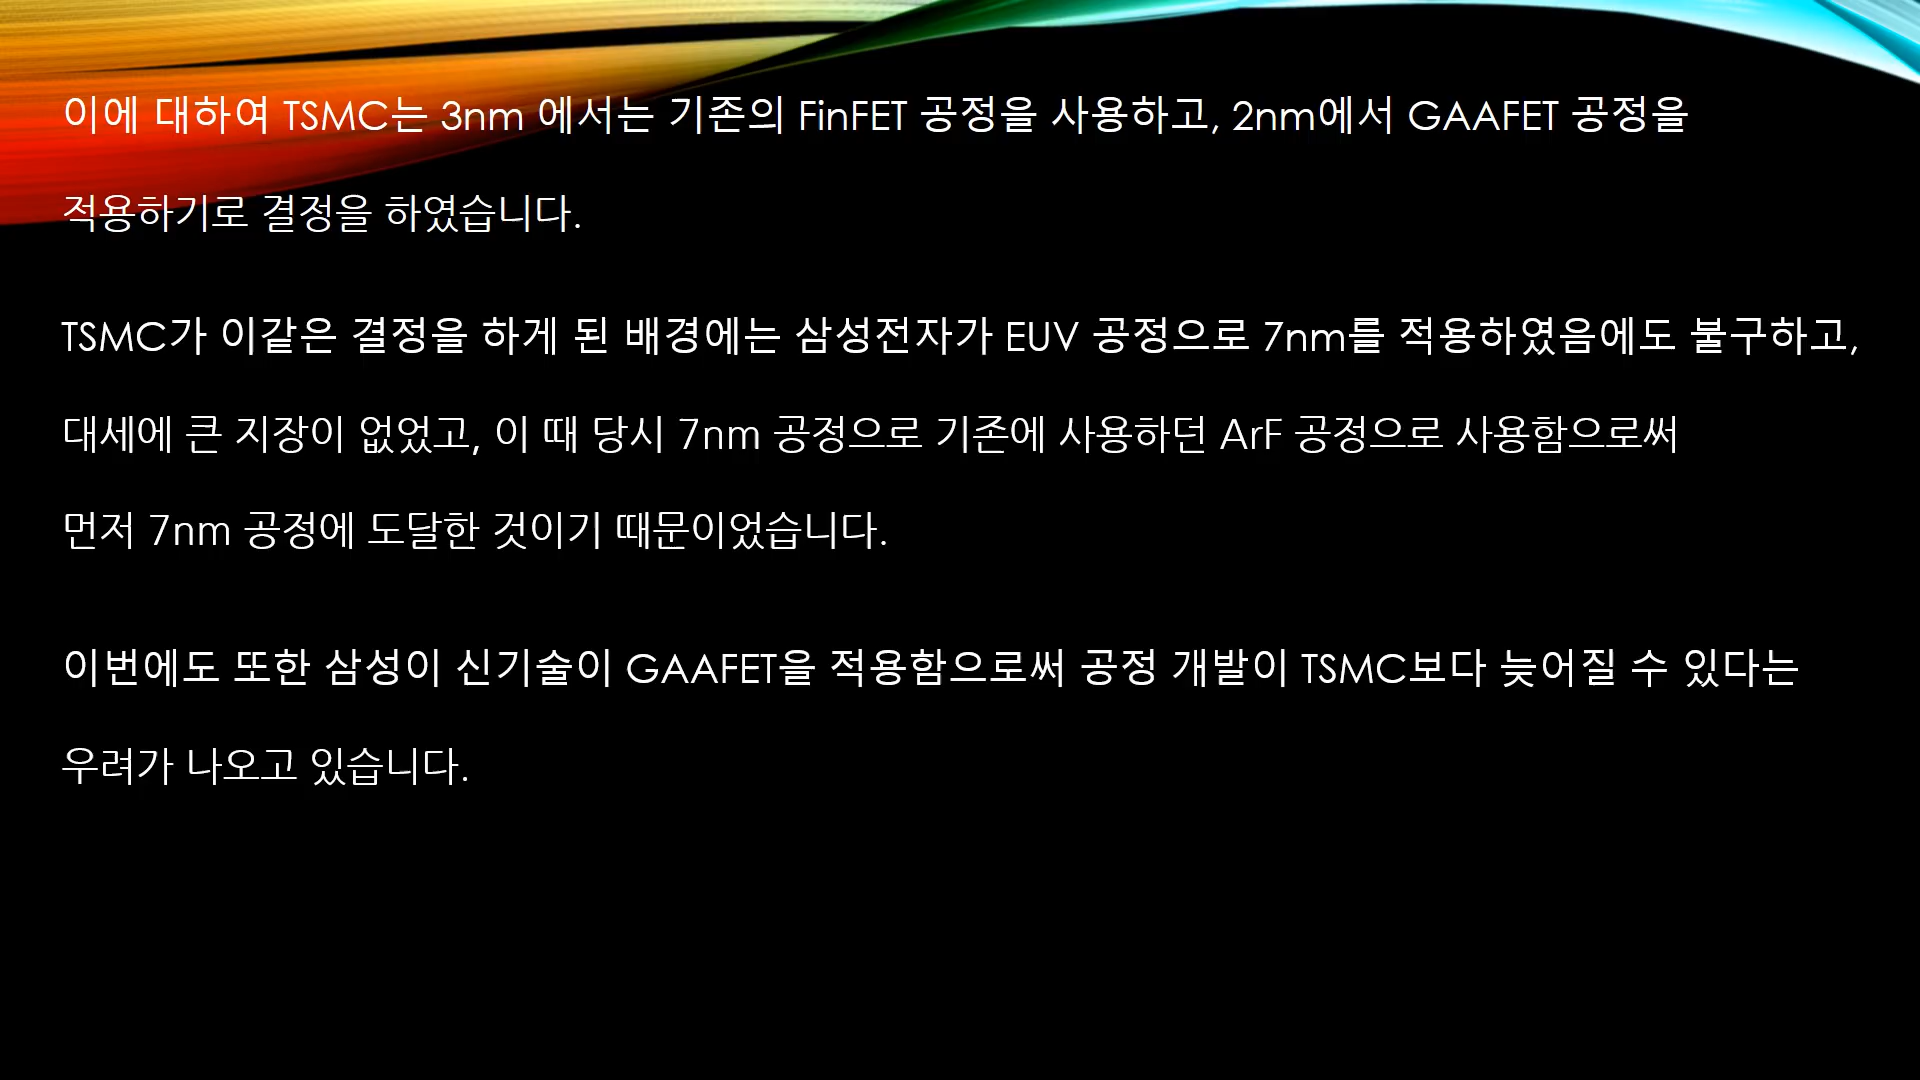 이에 대하여 TSMC는 3nm 에서는 기존의 FinFET 공정을 사용하고, 2nm에서 GAAFET 공정을
적용하기로 결정을 하였습니다.
TSMC가 이같은 결정을 하게 된 배경에는 삼성전자가 EUV 공정으로 7nm를 적용하였음에도 불구하고,
대세에 큰 지장이 없었고, 이 때 당시 7nm 공정으로 기존에 사용하던 ArF 공정으로 사용함으로써
먼저 7nm 공정에 도달한 것이기 때문이었습니다.
이번에도 또한 삼성이 신기술이 GAAFET을 적용함으로써 공정 개발이 TSMC보다 늦어질 수 있다는
우려가 나오고 있습니다.